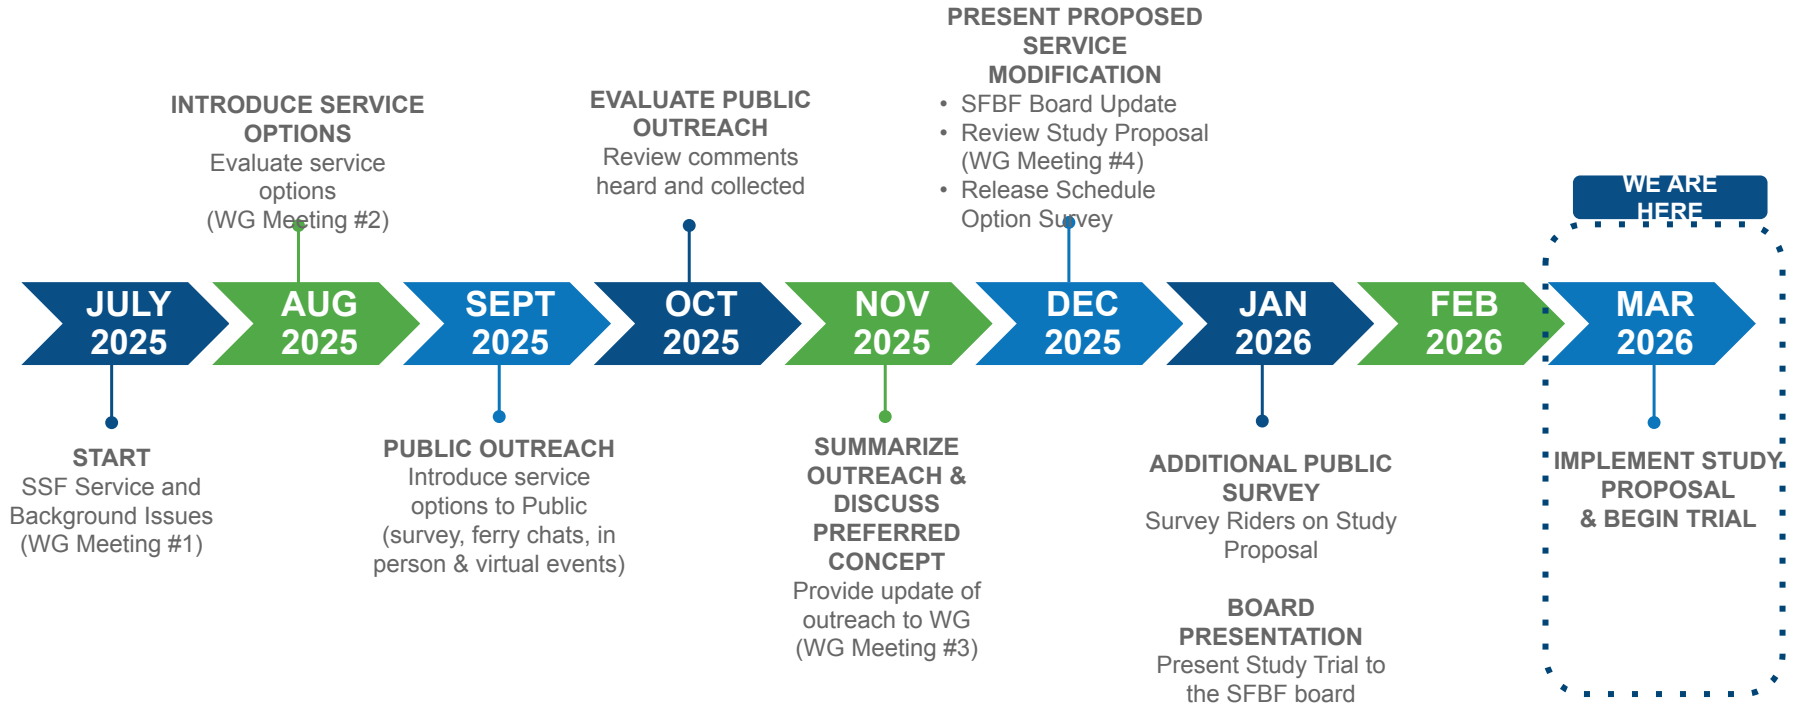 INTRODUCE SERVICE
OPTIONS
Evaluate service
options
(WG Meeting #2)
EVALUATE PUBLIC
OUTREACH
Review comments
heard and collected
PRESENT PROPOSED
SERVICE
MODIFICATION
• SFBF Board Update
• Review Study Proposal
(WG Meeting #4)
• Release Schedule
Option Survey
WE ARE
HERE
JULY
2025
AUG
2025
SEPT
2025
OCT
2025
NOV
2025
DEC
2025
JAN
2026
FEB
2026
MAR
2026
START
SSF Service and
Background Issues
(WG Meeting #1)
PUBLIC OUTREACH
Introduce service
options to Public
(survey, ferry chats, in
person & virtual events)
SUMMARIZE
OUTREACH &
DISCUSS
PREFERRED
CONCEPT
Provide update of
outreach to WG
(WG Meeting #3)
ADDITIONAL PUBLIC
SURVEY
Survey Riders on Study
Proposal
BOARD
PRESENTATION
Present Study Trial to
the SFBF board
IMPLEMENT STUDY
PROPOSAL
& BEGIN TRIAL